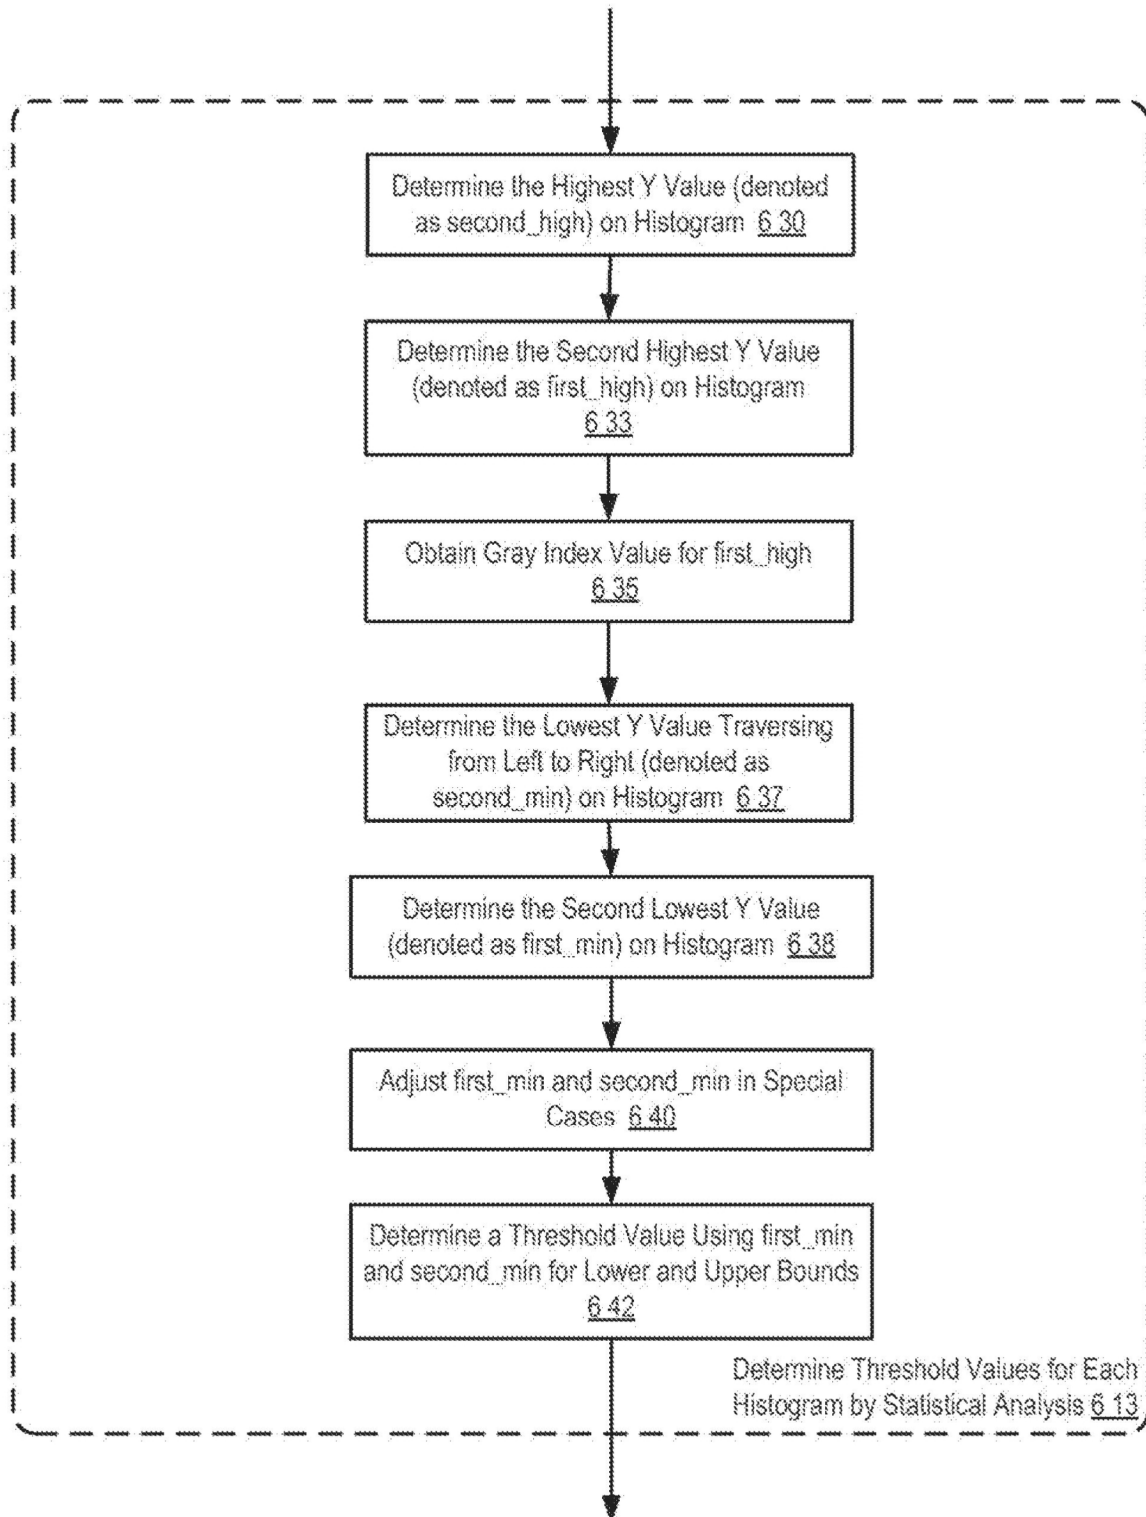 Determine the Highest Y Value (denoted
as second_high) on Histogram 6 30
Determine the Second Highest Y Value
(denoted as first_high) on Histogram
6 33
Obtain Gray Index Value for first_high
6 35
Determine the Lowest Y Value Traversing
from Left to Right (denoted as
second_min) on Histogram 6 37
Determine the Second Lowest Y Value
(denoted as first_min) on Histogram 6 38
Adjust first_min and second_min in Special
Cases 6 40
Determine a Threshold Value Using first_min
and second_min for Lower and Upper Bounds
6 42
Determine Threshold Values for Each
Histogram by Statistical Analysis 6 13